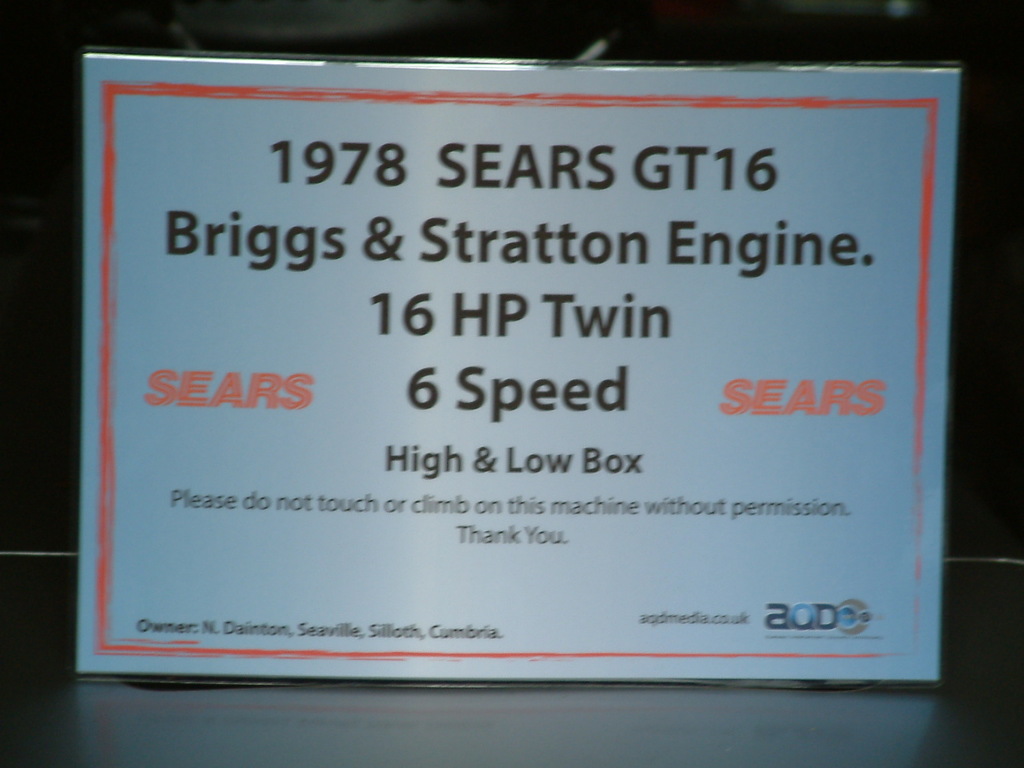 1978 SEARS GT16
Briggs & Stratton Engine.
16 HP Twin
SEARS 6 Speed SEARS
High & Low Box
Please do not touch or climb on this machine without permission.
Thank You.
Owner: N. Dainton, Seaville, Silloth, Cumbria.
aqdmedia.co.uk AQD